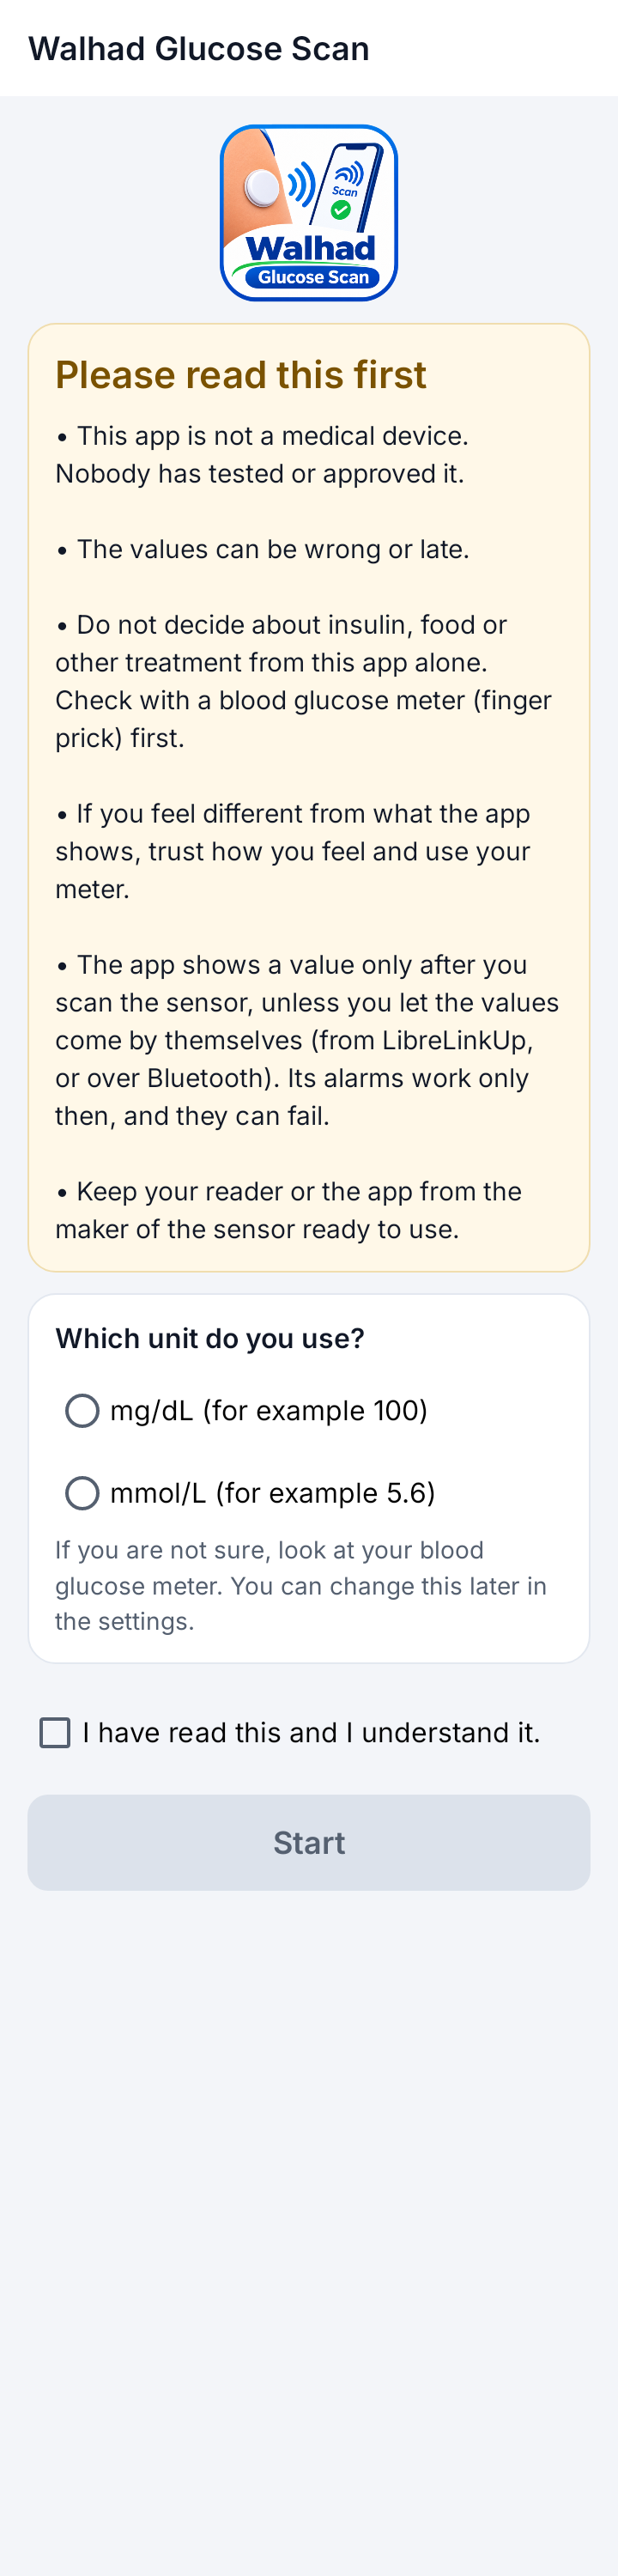 Walhad Glucose Scan
Scan
Walhad
Glucose Scan
Please read this first
• This app is not a medical device.
Nobody has tested or approved it.
• The values can be wrong or late.
• Do not decide about insulin, food or
other treatment from this app alone.
Check with a blood glucose meter (finger
prick) first.
• If you feel different from what the app
shows, trust how you feel and use your
meter.
• The app shows a value only after you
scan the sensor, unless you let the values
come by themselves (from LibreLinkUp,
or over Bluetooth). Its alarms work only
then, and they can fail.
• Keep your reader or the app from the
maker of the sensor ready to use.
Which unit do you use?
mg/dL (for example 100)
mmol/L (for example 5.6)
If you are not sure, look at your blood
glucose meter. You can change this later in
the settings.
I have read this and I understand it.
Start